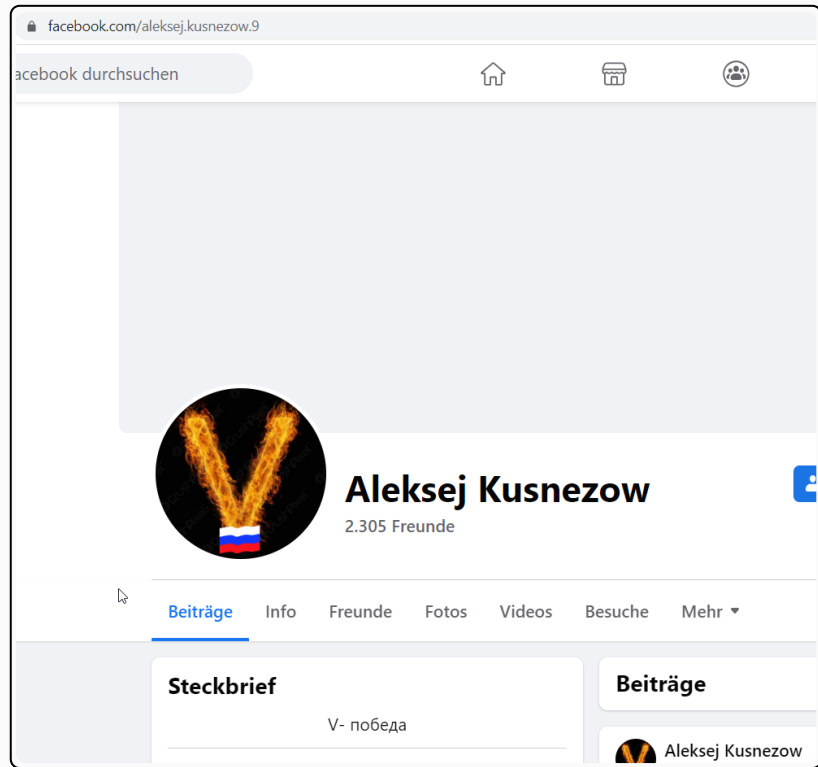 facebook.com/aleksej.kusnezow.9
acebook durchsuchen
Aleksej Kusnezow
2.305 Freunde
Beiträge Info Freunde Fotos Videos Besuche Mehr
Steckbrief
V- победа
Beiträge
Aleksej Kusnezow